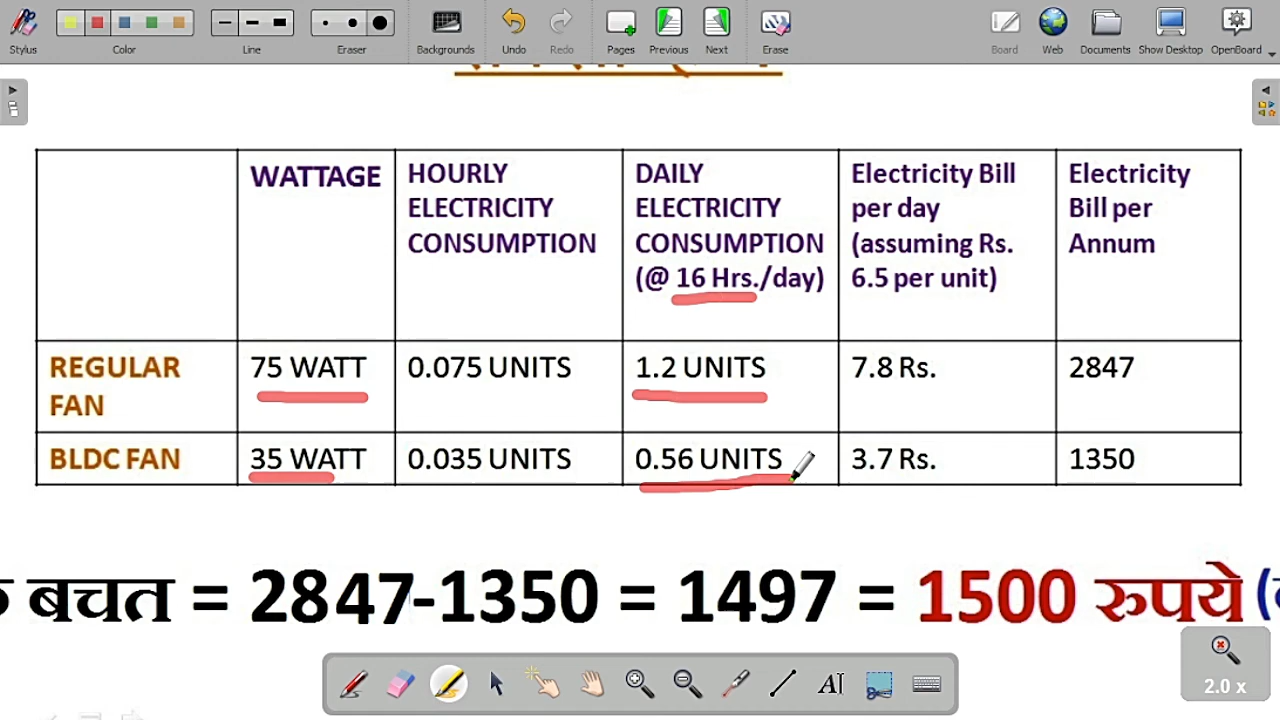 Stylus
Color
Line
Eraser
Backgrounds
Undo
Redo
Pages
Previous
Next
Erase
Board
Web
Documents
Show Desktop
OpenBoard
WATTAGE
HOURLY
ELECTRICITY
CONSUMPTION
DAILY
ELECTRICITY
CONSUMPTION
(@ 16 Hrs./day)
Electricity Bill
per day
(assuming Rs.
6.5 per unit)
Electricity
Bill per
Annum
REGULAR
FAN
75 WATT
0.075 UNITS
1.2 UNITS
7.8 Rs.
2847
BLDC FAN
35 WATT
0.035 UNITS
0.56 UNITS
3.7 Rs.
1350
बचत = 2847-1350 = 1497 = 1500 रुपये (
AI
2.0 x